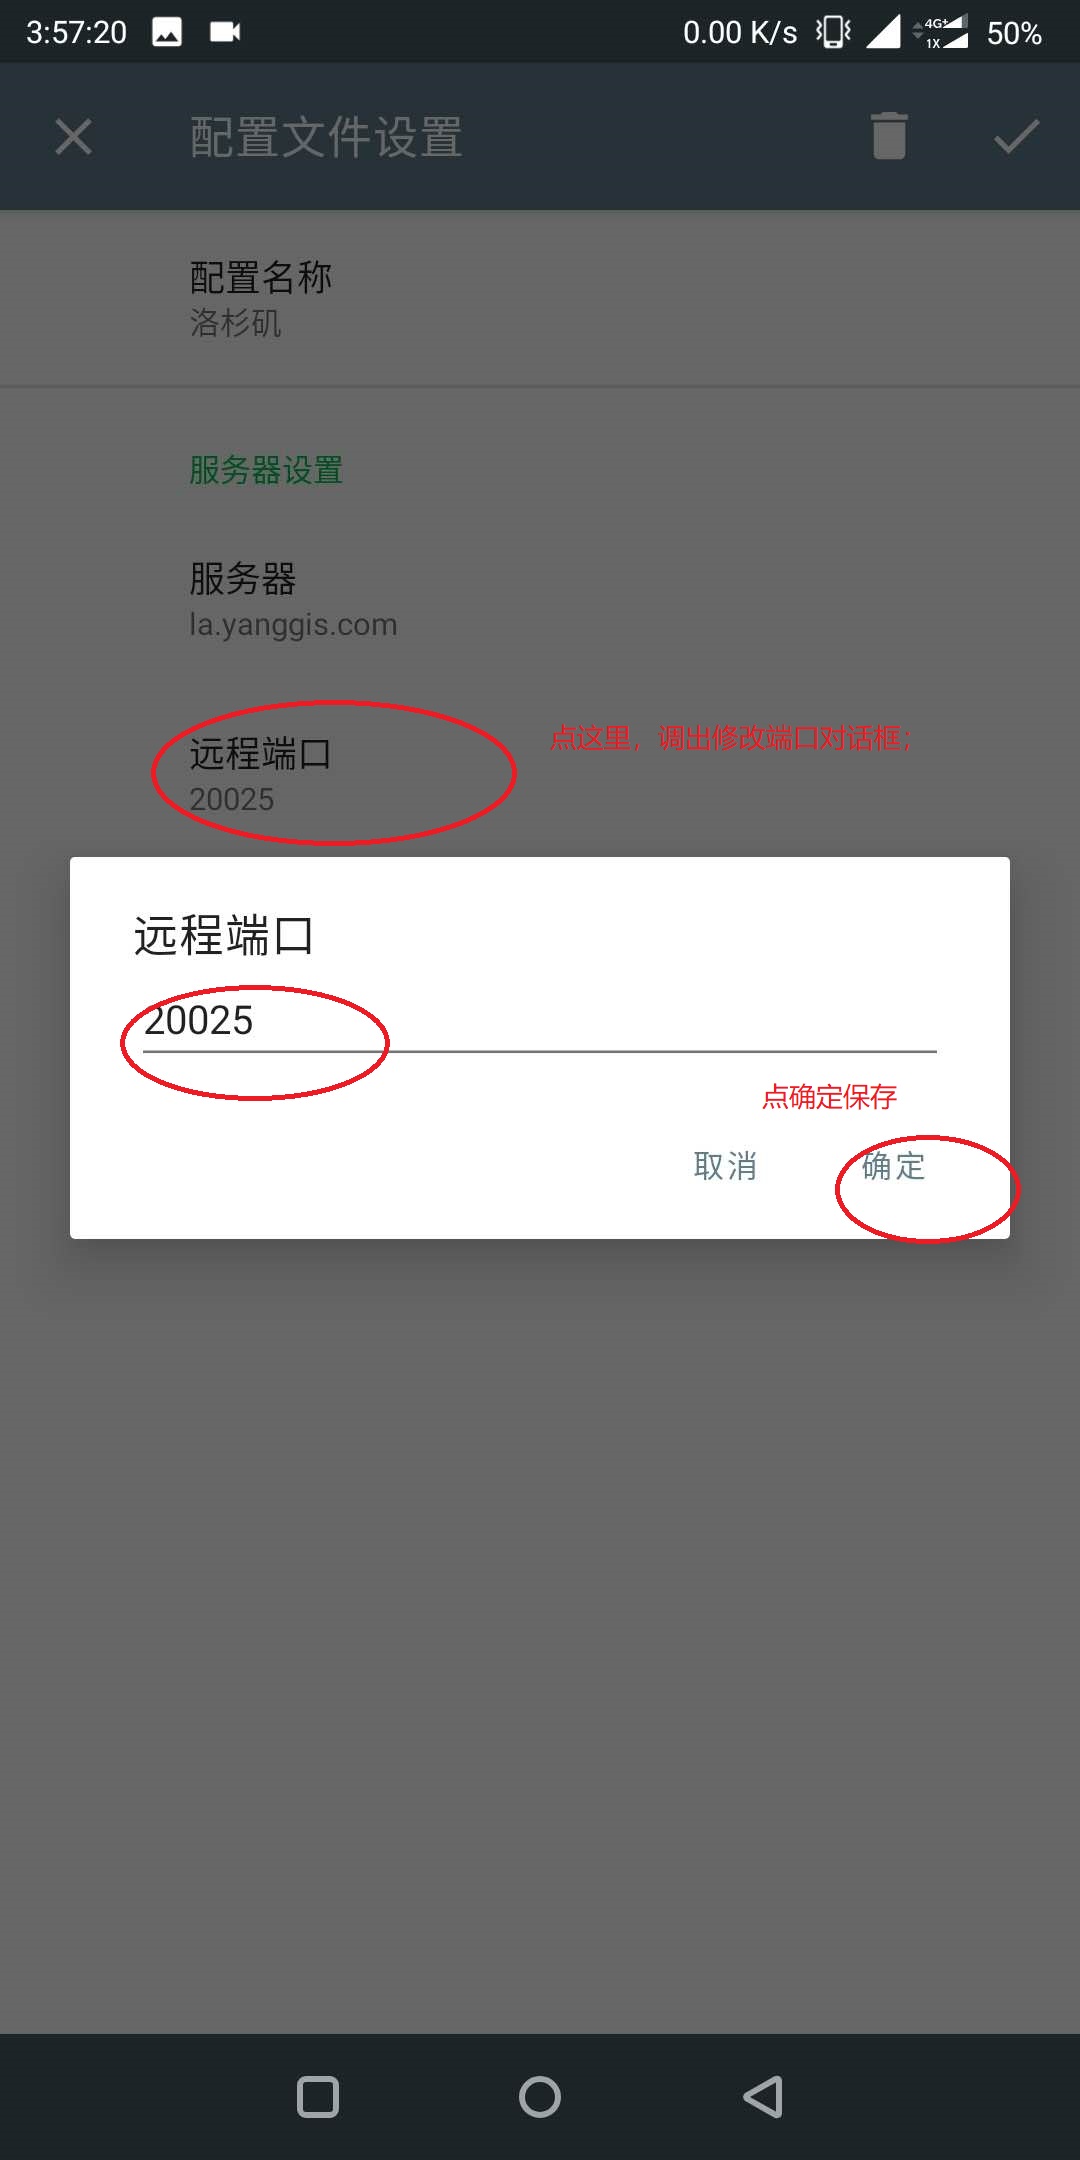 3:57:20 0.00 K/s 4G+ 1X 50%
配置文件设置
配置名称
洛杉矶
服务器设置
服务器
la.yanggis.com
远程端口
点这里，调出修改端口对话框；
20025
远程端口
20025
点确定保存
取消 确定